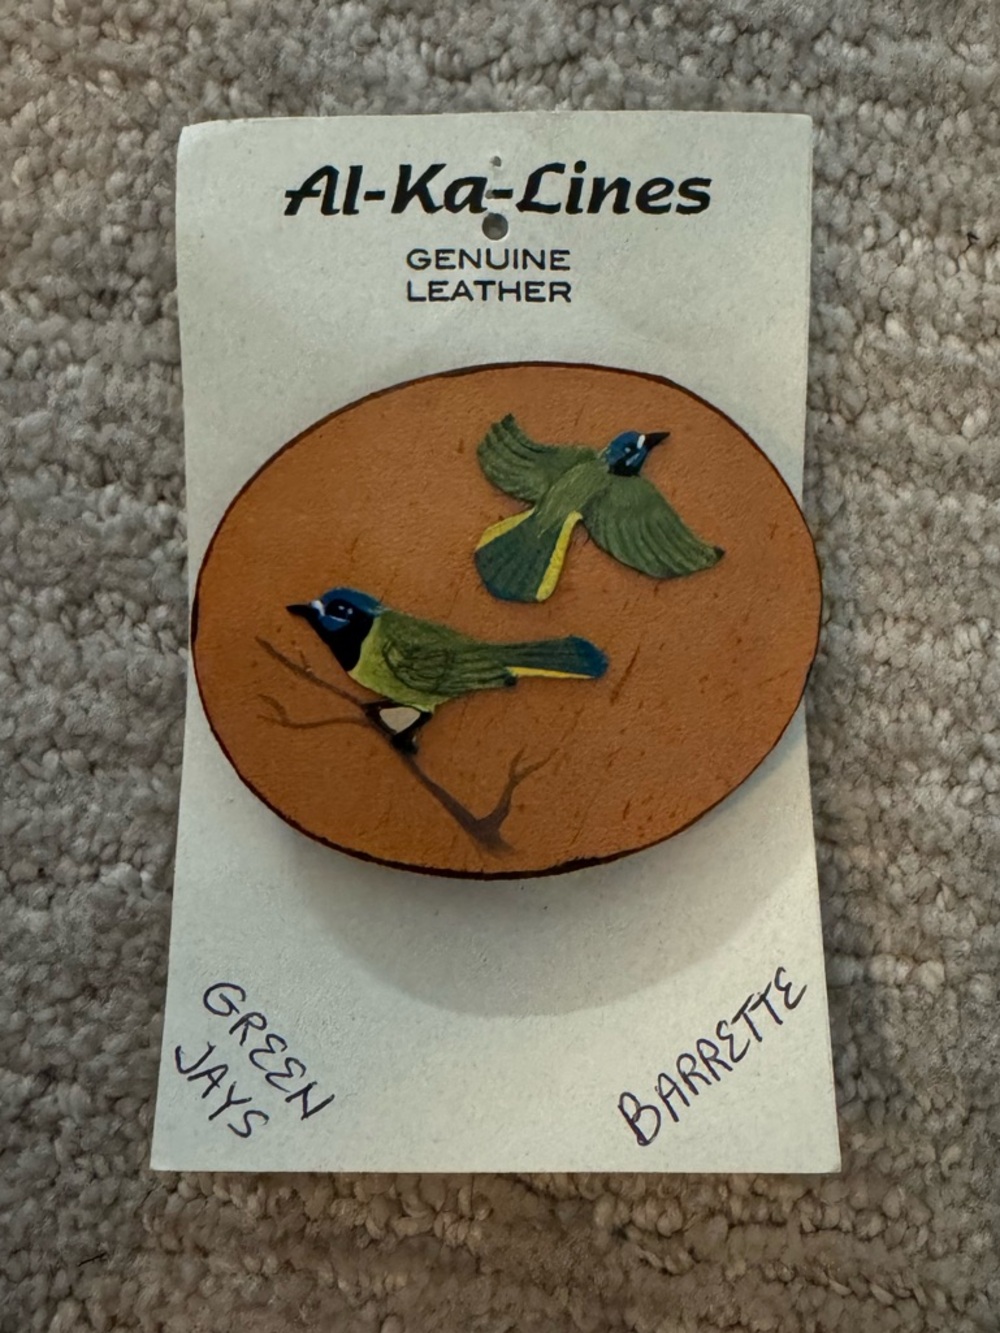 Al-Ka-Lines
GENUINE
LEATHER
GREEN
JAYS
BARRETTE